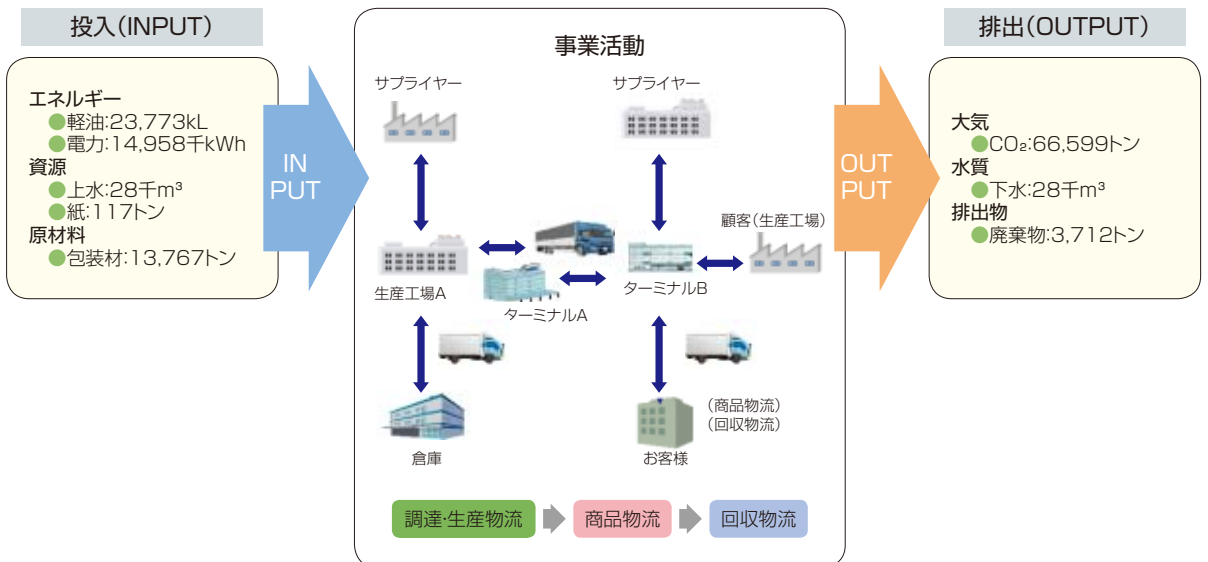 投入(INPUT)
エネルギー
●軽油:23,773kL
●電力:14,958千kWh
資源
●上水:28千m³
●紙:117トン
原材料
●包装材:13,767トン
IN
PUT
事業活動
サプライヤー
サプライヤー
顧客(生産工場)
生産工場A
ターミナルA
ターミナルB
(商品物流)
(回収物流)
倉庫
お客様
調達・生産物流
商品物流
回収物流
OUT
PUT
排出(OUTPUT)
大気
●CO₂:66,599トン
水質
●下水:28千m³
排出物
●廃棄物:3,712トン